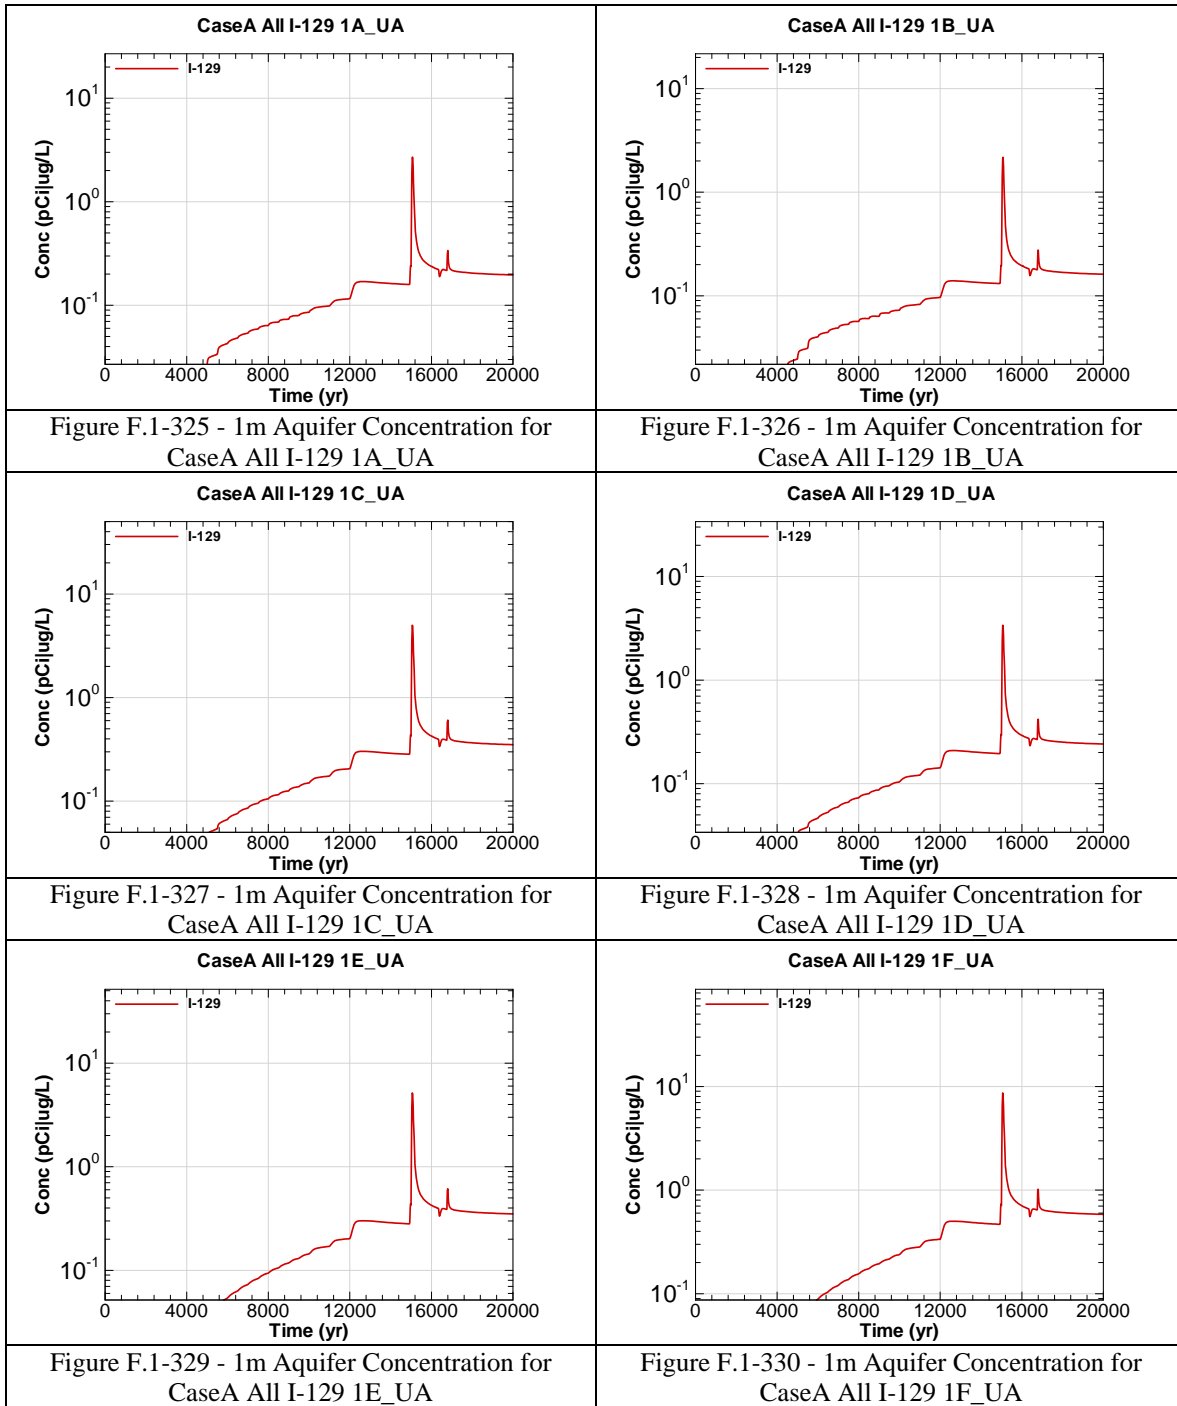 CaseA All I-129 1A_UA
I-129
10^1
10^0
10^-1
Conc (pCi|ug/L)
0 4000 8000 12000 16000 20000
Time (yr)
Figure F.1-325 - 1m Aquifer Concentration for
CaseA All I-129 1A_UA
CaseA All I-129 1B_UA
I-129
10^1
10^0
10^-1
Conc (pCi|ug/L)
0 4000 8000 12000 16000 20000
Time (yr)
Figure F.1-326 - 1m Aquifer Concentration for
CaseA All I-129 1B_UA
CaseA All I-129 1C_UA
I-129
10^1
10^0
10^-1
Conc (pCi|ug/L)
0 4000 8000 12000 16000 20000
Time (yr)
Figure F.1-327 - 1m Aquifer Concentration for
CaseA All I-129 1C_UA
CaseA All I-129 1D_UA
I-129
10^1
10^0
10^-1
Conc (pCi|ug/L)
0 4000 8000 12000 16000 20000
Time (yr)
Figure F.1-328 - 1m Aquifer Concentration for
CaseA All I-129 1D_UA
CaseA All I-129 1E_UA
I-129
10^1
10^0
10^-1
Conc (pCi|ug/L)
0 4000 8000 12000 16000 20000
Time (yr)
Figure F.1-329 - 1m Aquifer Concentration for
CaseA All I-129 1E_UA
CaseA All I-129 1F_UA
I-129
10^1
10^0
10^-1
Conc (pCi|ug/L)
0 4000 8000 12000 16000 20000
Time (yr)
Figure F.1-330 - 1m Aquifer Concentration for
CaseA All I-129 1F_UA